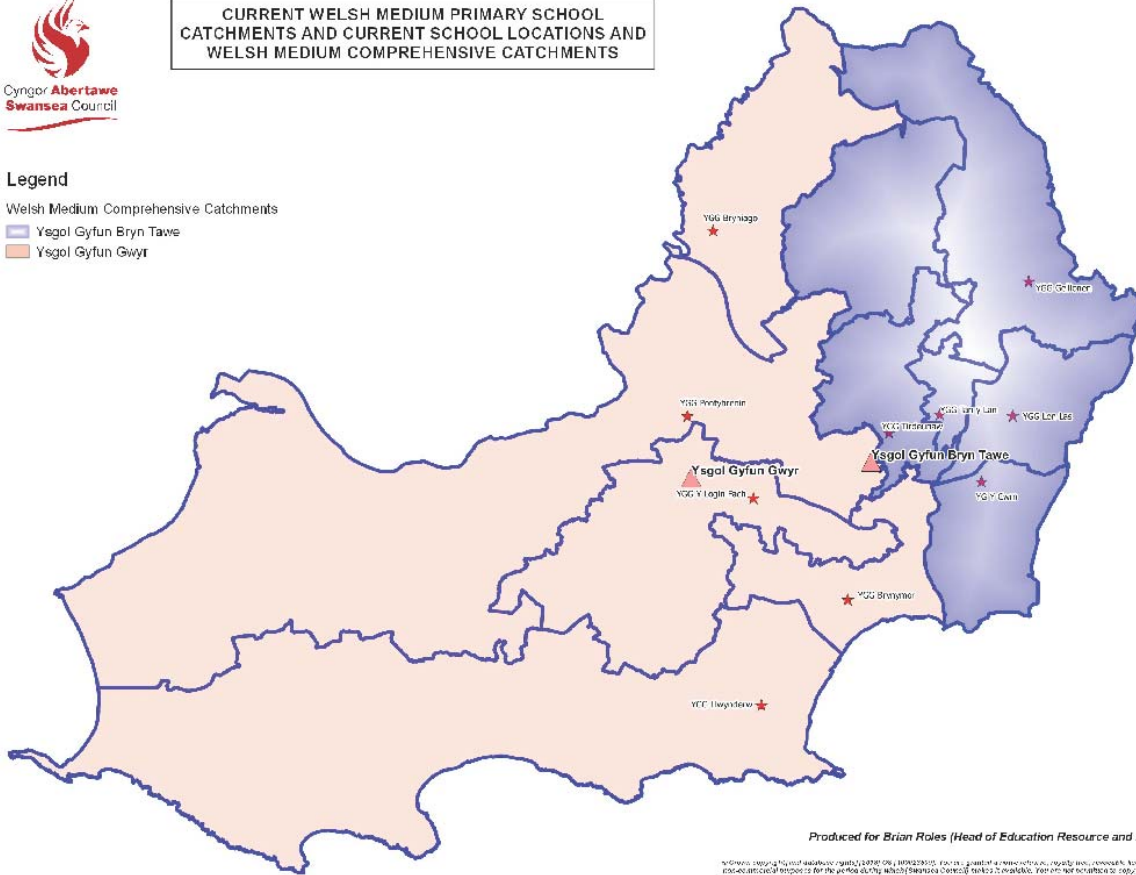 CURRENT WELSH MEDIUM PRIMARY SCHOOL
CATCHMENTS AND CURRENT SCHOOL LOCATIONS AND
WELSH MEDIUM COMPREHENSIVE CATCHMENTS
Cyngor Abertawe
Swansea Council
Legend
Welsh Medium Comprehensive Catchments
Ysgol Gyfun Bryn Tawe
Ysgol Gyfun Gwyr
YGG Bryniago
YGG Gellionen
YGG Pontybrenin
YGG Tan y Lan
YGG Lon Las
YGG Tirdeunaw
Ysgol Gyfun Bryn Tawe
Ysgol Gyfun Gwyr
YGG Y Login Fach
YG Y Cwm
YGG Brynymor
YGG Llwynderw
Produced for Brian Roles (Head of Education Resource and